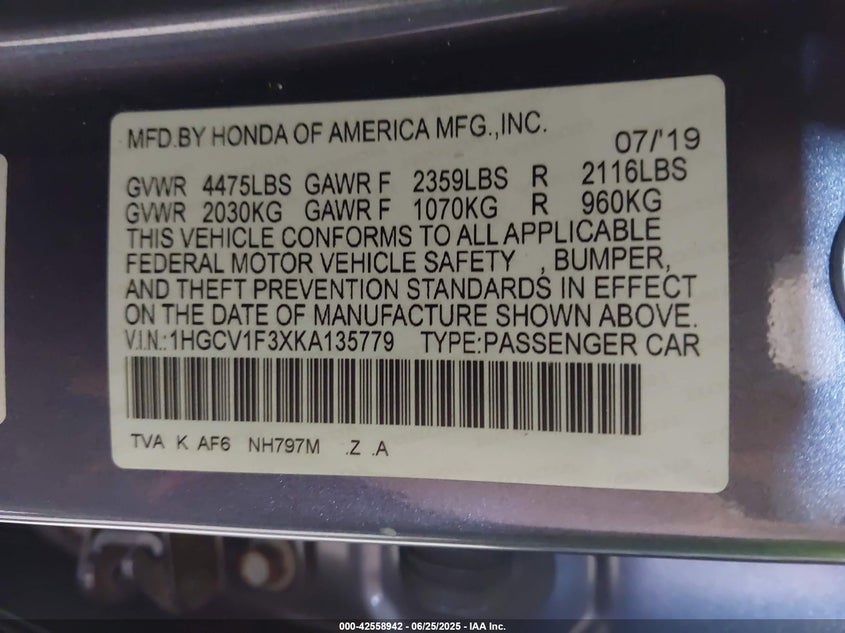 MFD.BY HONDA OF AMERICA MFG.,INC. 07/'19
GVWR 4475LBS GAWR F 2359LBS R 2116LBS
GVWR 2030KG GAWR F 1070KG R 960KG
THIS VEHICLE CONFORMS TO ALL APPLICABLE
FEDERAL MOTOR VEHICLE SAFETY , BUMPER,
AND THEFT PREVENTION STANDARDS IN EFFECT
ON THE DATE OF MANUFACTURE SHOWN ABOVE.
V.I.N.:1HGCV1F3XKA135779 TYPE:PASSENGER CAR
TVA K AF6 NH797M .Z .A
000-42558942 / 06/25/2025 - IAA Inc.